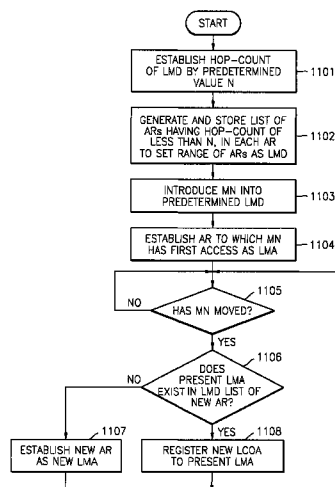 START
ESTABLISH HOP-COUNT
OF LMD BY PREDETERMINED
VALUE N
1101
GENERATE AND STORE LIST OF
ARs HAVING HOP-COUNT OF
LESS THAN N, IN EACH AR
TO SET RANGE OF ARs AS LMD
1102
INTRODUCE MN INTO
PREDETERMINED LMD
1103
ESTABLISH AR TO WHICH MN
HAS FIRST ACCESS AS LMA
1104
1105
NO
HAS MN MOVED?
YES
1106
DOES
NO
PRESENT LMA
EXIST IN LMD LIST OF
NEW AR?
1107
YES
1108
ESTABLISH NEW AR
AS NEW LMA
REGISTER NEW LCOA
TO PRESENT LMA